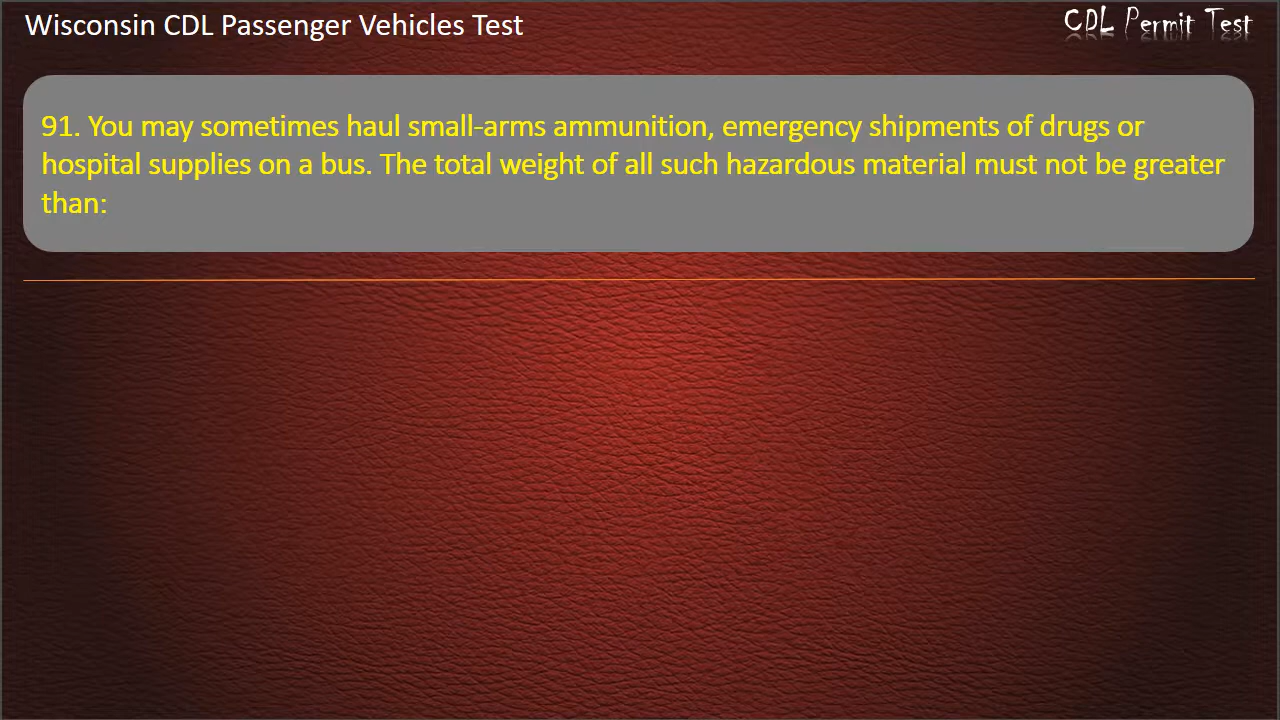 Wisconsin CDL Passenger Vehicles Test
CDL Permit Test
91. You may sometimes haul small-arms ammunition, emergency shipments of drugs or
hospital supplies on a bus. The total weight of all such hazardous material must not be greater
than: